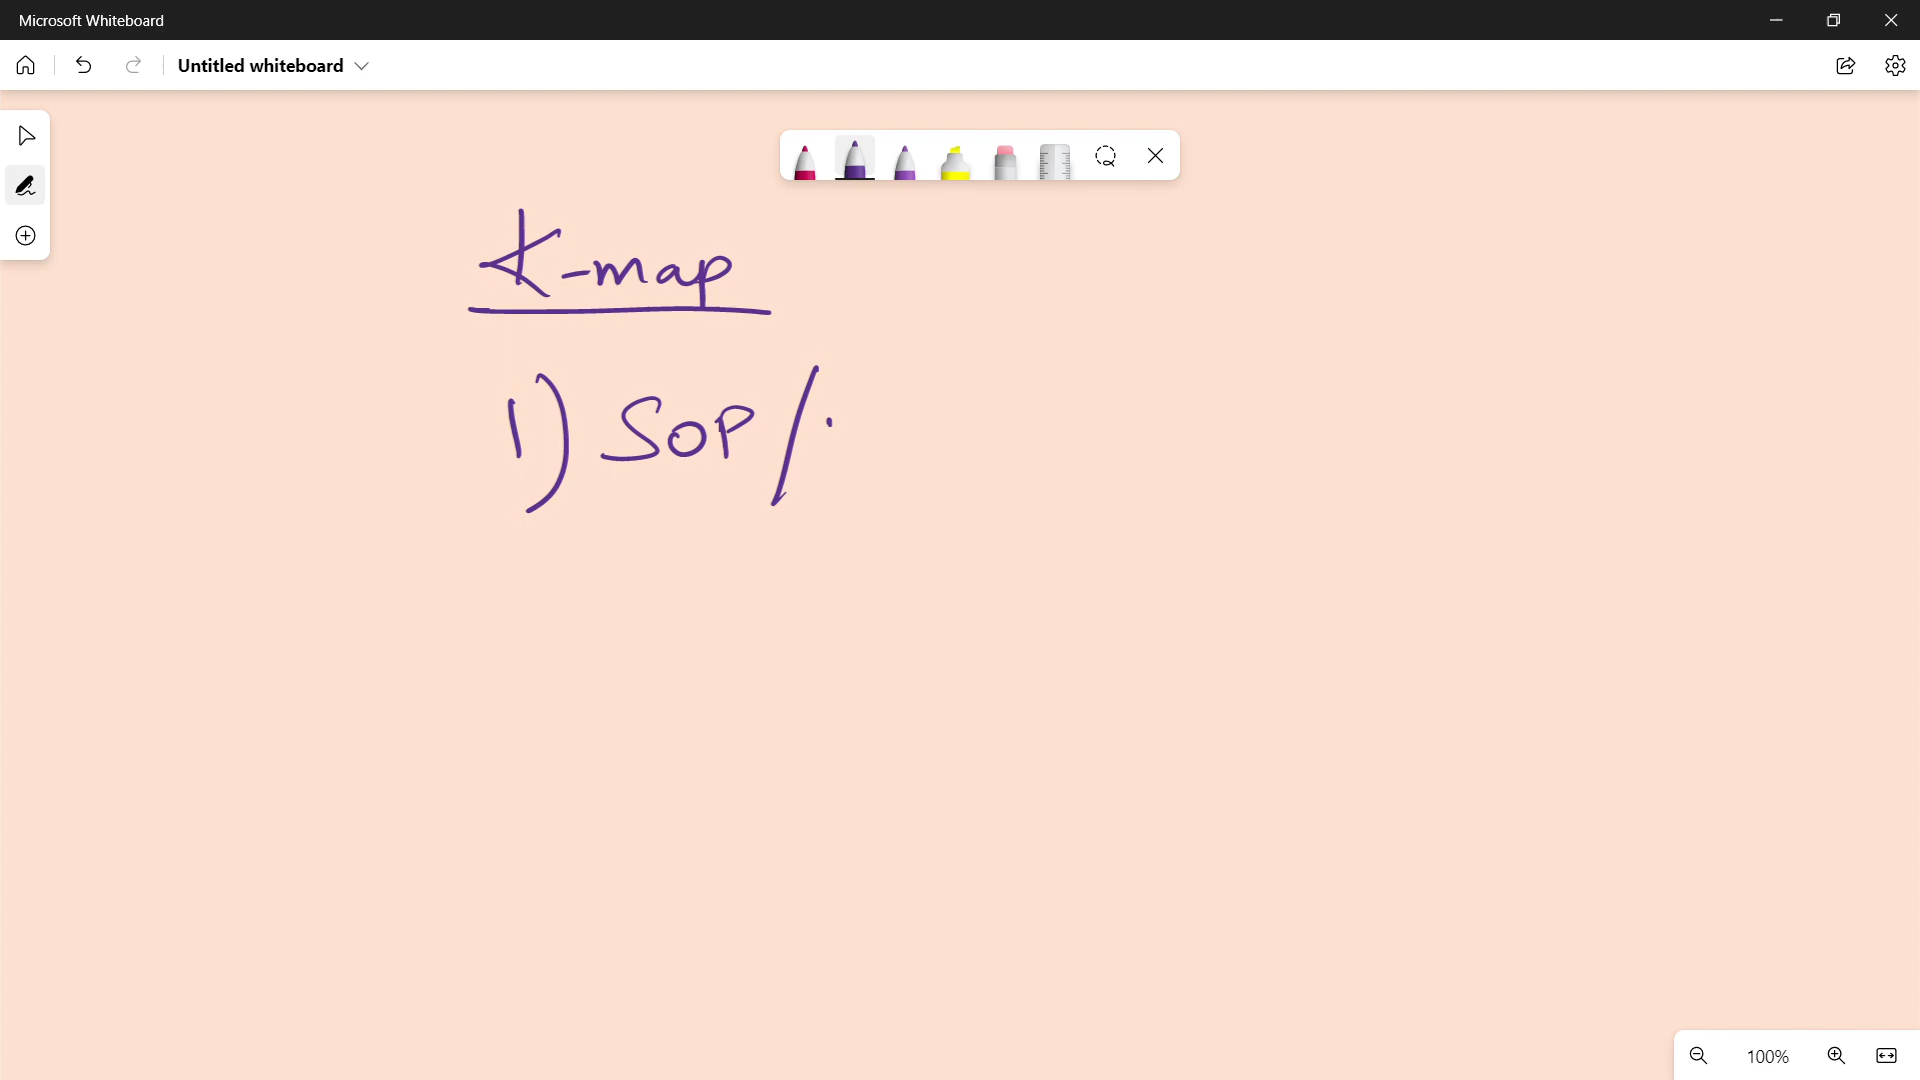 Microsoft Whiteboard
Untitled whiteboard
K-map
1) SOP /
100%